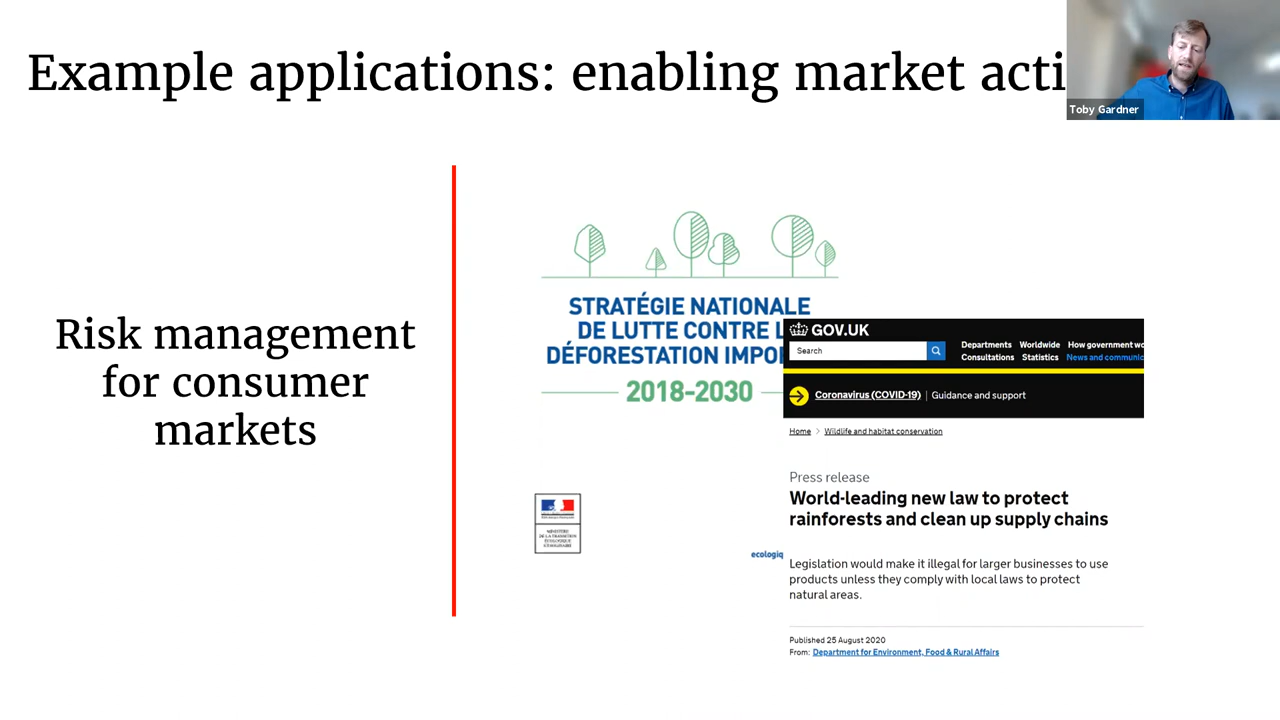 Example applications: enabling market acti
Toby Gardner
Risk management
for consumer
markets
STRATÉGIE NATIONALE
DE LUTTE CONTRE L
DÉFORESTATION IMPO
2018-2030
ecologiq
GOV.UK
Search
Departments Worldwide How government wo
Consultations Statistics News and communic
Coronavirus (COVID-19) | Guidance and support
Home > Wildlife and habitat conservation
Press release
World-leading new law to protect
rainforests and clean up supply chains
Legislation would make it illegal for larger businesses to use
products unless they comply with local laws to protect
natural areas.
Published 25 August 2020
From: Department for Environment, Food & Rural Affairs